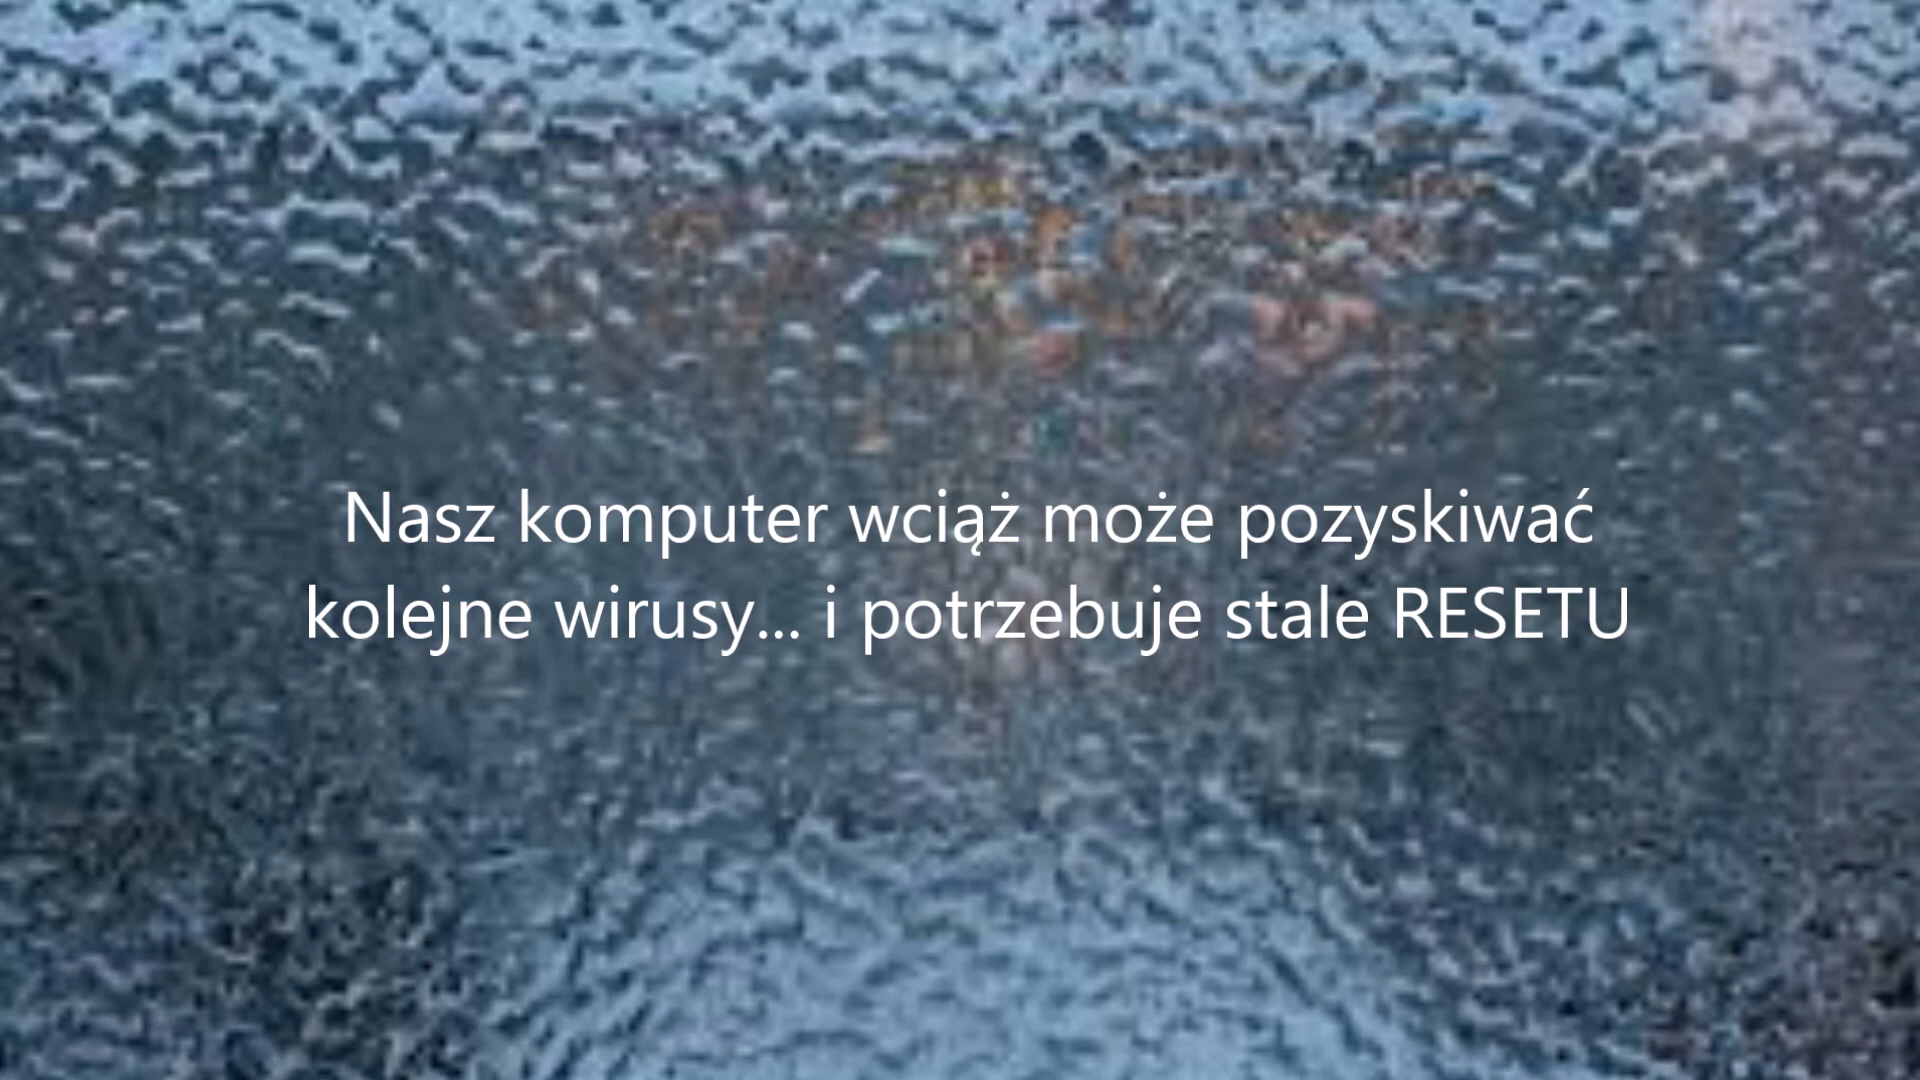 Nasz komputer wciąż może pozyskiwać
kolejne wirusy... i potrzebuje stale RESETU